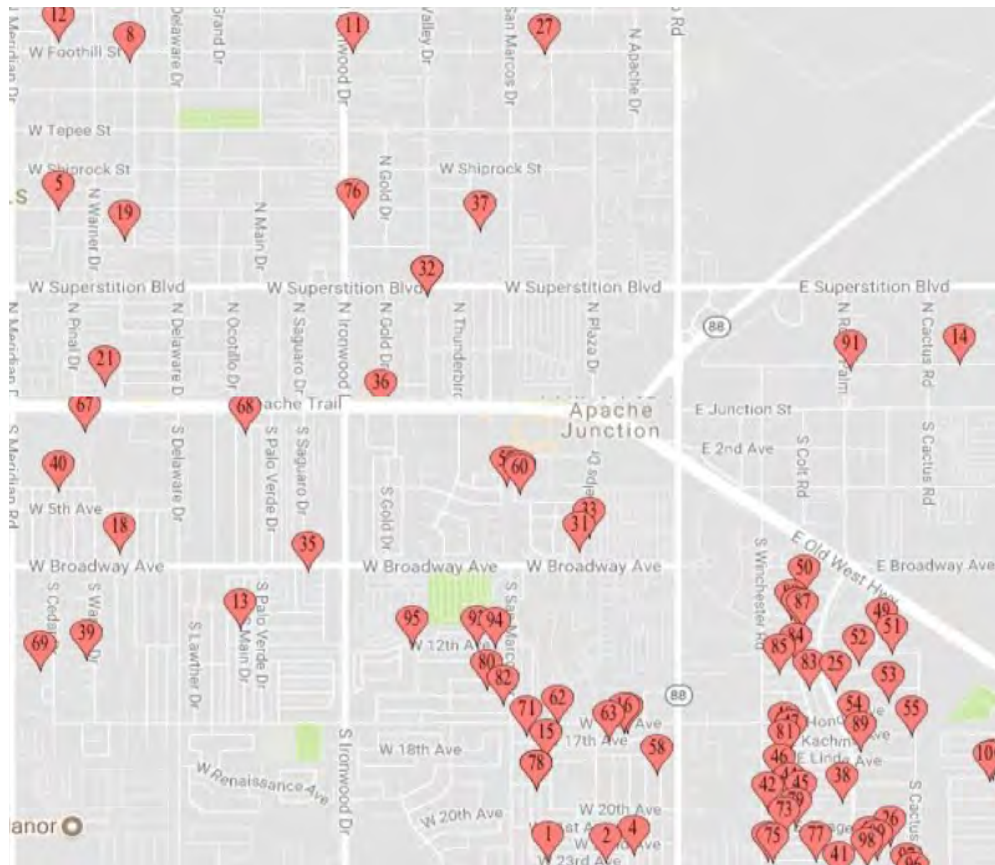 12
8
11
27
N Meridian Dr
Delaware Dr
Grand Dr
Valley Dr
San Marcos Dr
N Apache Dr
Rd
W Foothill St
W Tepee St
W Shiprock St
W Shiprock St
5
19
76
37
N Warner Dr
N Main Dr
N Gold Dr
32
W Superstition Blvd
W Superstition Blvd
W Superstition Blvd
E Superstition Blvd
88
N Pinal Dr
N Ocotillo Dr
N Saguaro Dr
N Gold Dr
N Plaza Dr
N Cactus Rd
21
36
91
14
67
68
Apache
Junction
E Junction St
E 2nd Ave
S Meridian Rd
S Delaware Dr
S Palo Verde Dr
S Saguaro Dr
S Gold Dr
S Colt Rd
S Cactus Rd
40
60
W 5th Ave
18
33
31
35
W Broadway Ave
W Broadway Ave
W Broadway Ave
E Old West Hwy
E Broadway Ave
50
87
49
51
13
S Palo Verde Dr
S Main Dr
S Lawther Dr
S Winchester Rd
95
94
69
39
W 12th Ave
84
85
52
83
25
80
82
53
88
71
62
63
16
54
55
15
17th Ave
81
89
58
W 18th Ave
S Ironwood Dr
W Renaissance Ave
78
46
E Linda Ave
10
42
45
38
79
73
W 20th Ave
W 20th Ave
1
2
4
W 23rd Ave
75
77
41
98
26